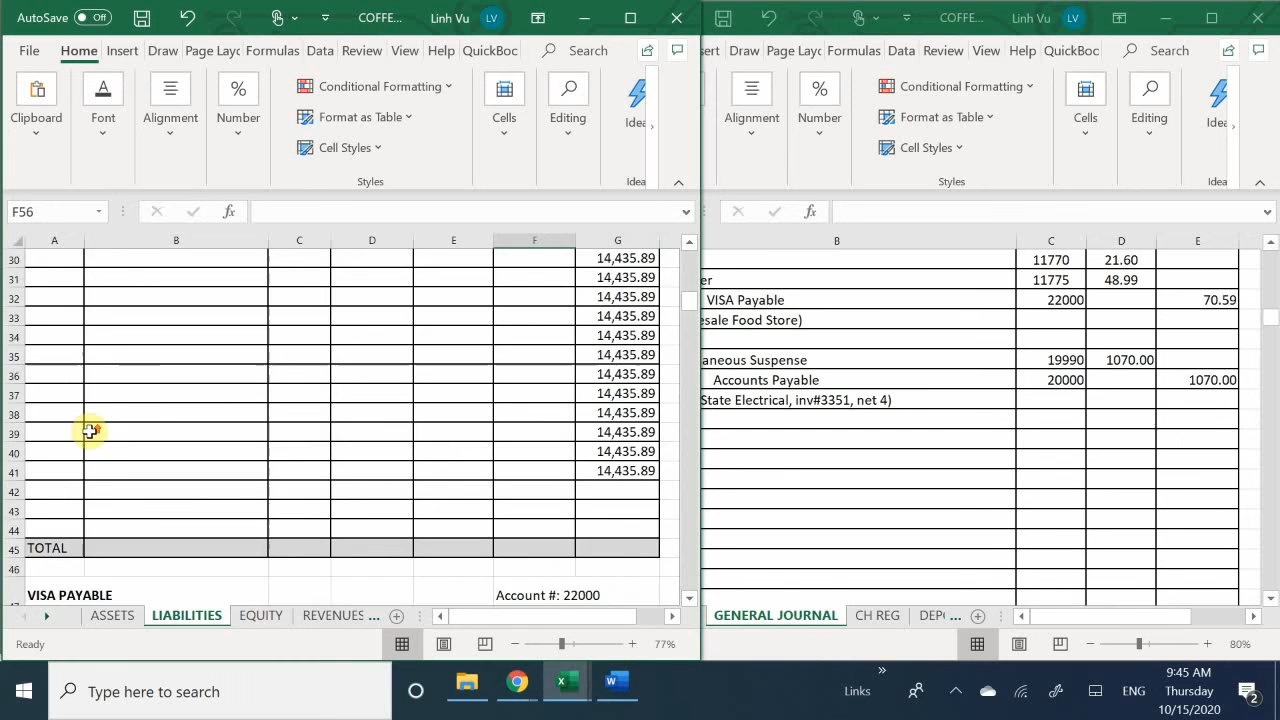 AutoSave Off COFFE... Linh Vu LV
COFFE... Linh Vu LV
File Home Insert Draw Page Layc Formulas Data Review View Help QuickBoc Search
sert Draw Page Layc Formulas Data Review View Help QuickBoc Search
Clipboard Font Alignment Number Conditional Formatting Format as Table Cell Styles Cells Editing Idea
Styles Idea
Alignment Number Conditional Formatting Format as Table Cell Styles Cells Editing Idea
Styles Idea
F56 fx
fx
A B C D E F G
30 14,435.89
31 14,435.89
32 14,435.89
33 14,435.89
34 14,435.89
35 14,435.89
36 14,435.89
37 14,435.89
38 14,435.89
39 14,435.89
40 14,435.89
41 14,435.89
42
43
44
45 TOTAL
46
VISA PAYABLE Account #: 22000
B C D E
11770 21.60
er 11775 48.99
VISA Payable 22000 70.59
esale Food Store)
aneous Suspense 19990 1070.00
Accounts Payable 20000 1070.00
State Electrical, inv#3351, net 4)
ASSETS LIABILITIES EQUITY REVENUES ...
GENERAL JOURNAL CH REG DEP( ...
Ready 77%
80%
Type here to search
Links
ENG
9:45 AM
Thursday
10/15/2020
2